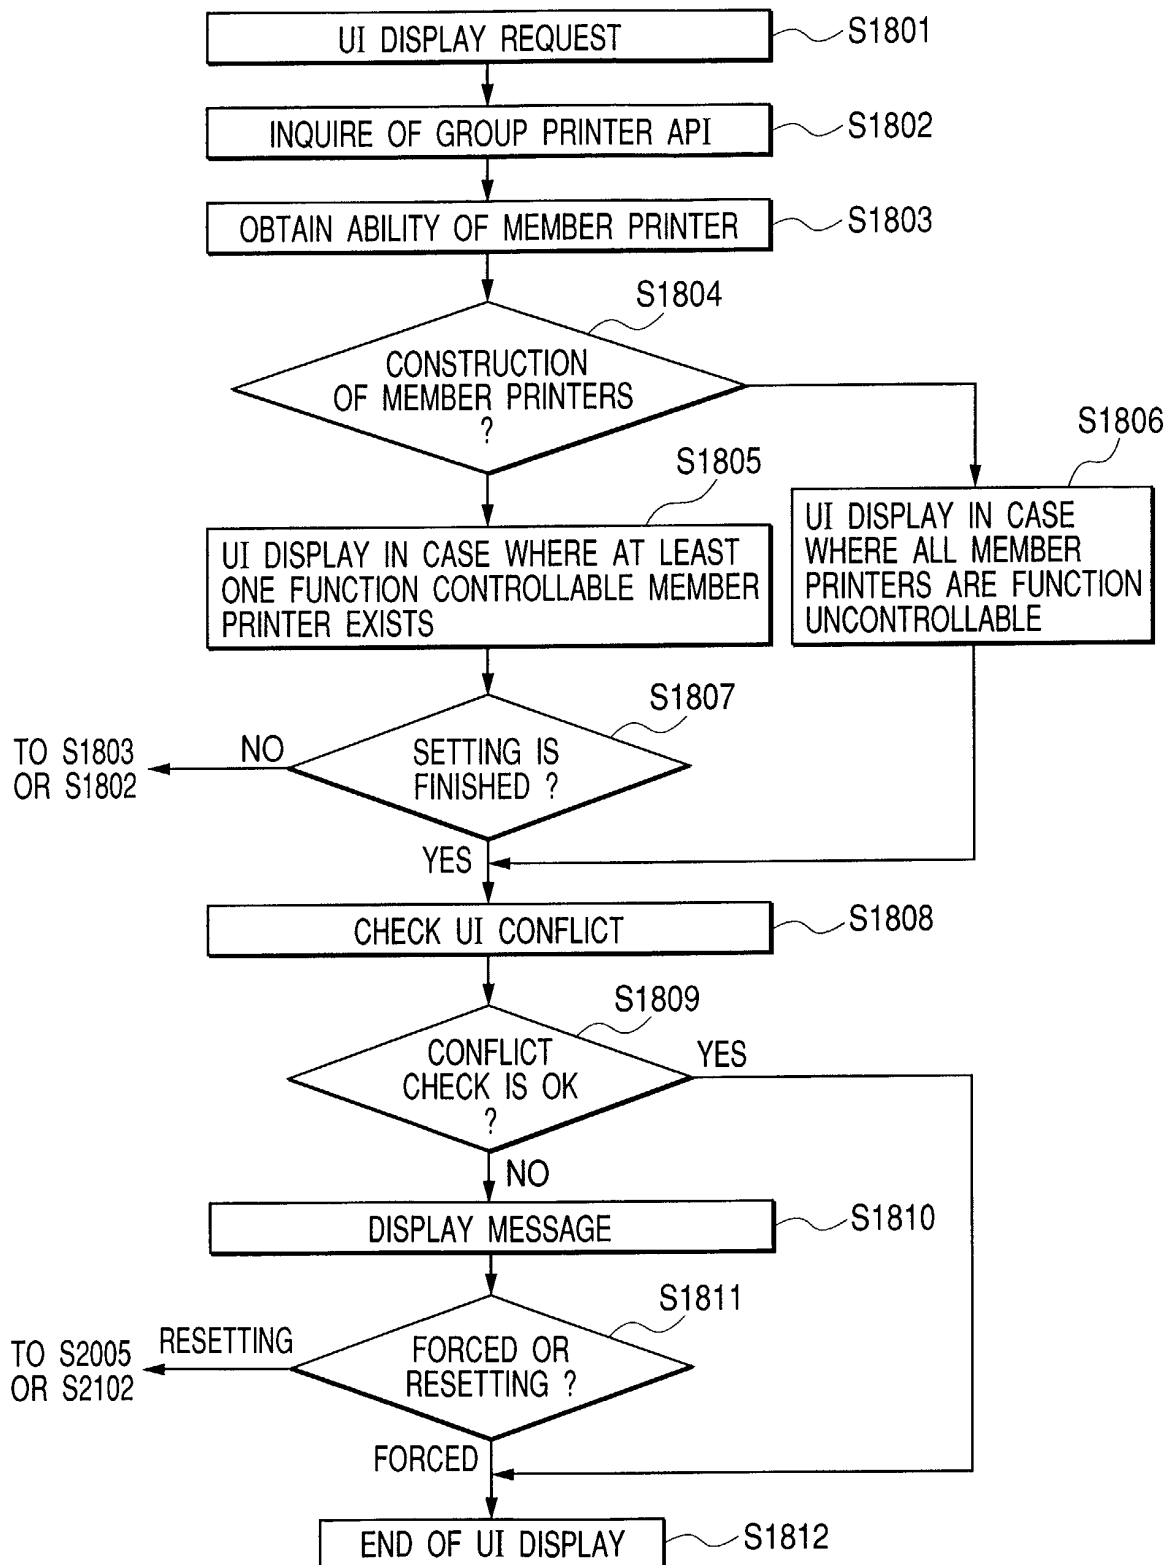 UI DISPLAY REQUEST
S1801
INQUIRE OF GROUP PRINTER API
S1802
OBTAIN ABILITY OF MEMBER PRINTER
S1803
S1804
CONSTRUCTION
OF MEMBER PRINTERS
?
S1806
S1805
UI DISPLAY IN CASE WHERE AT LEAST
ONE FUNCTION CONTROLLABLE MEMBER
PRINTER EXISTS
UI DISPLAY IN CASE
WHERE ALL MEMBER
PRINTERS ARE FUNCTION
UNCONTROLLABLE
S1807
SETTING IS
FINISHED ?
NO
TO S1803
OR S1802
YES
CHECK UI CONFLICT
S1808
S1809
CONFLICT
CHECK IS OK
?
YES
NO
DISPLAY MESSAGE
S1810
S1811
FORCED OR
RESETTING ?
RESETTING
TO S2005
OR S2102
FORCED
END OF UI DISPLAY
S1812